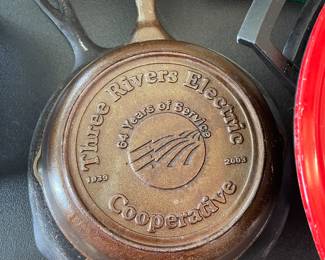 Three Rivers Electric
64 Years of Service
1939 2003
Cooperative